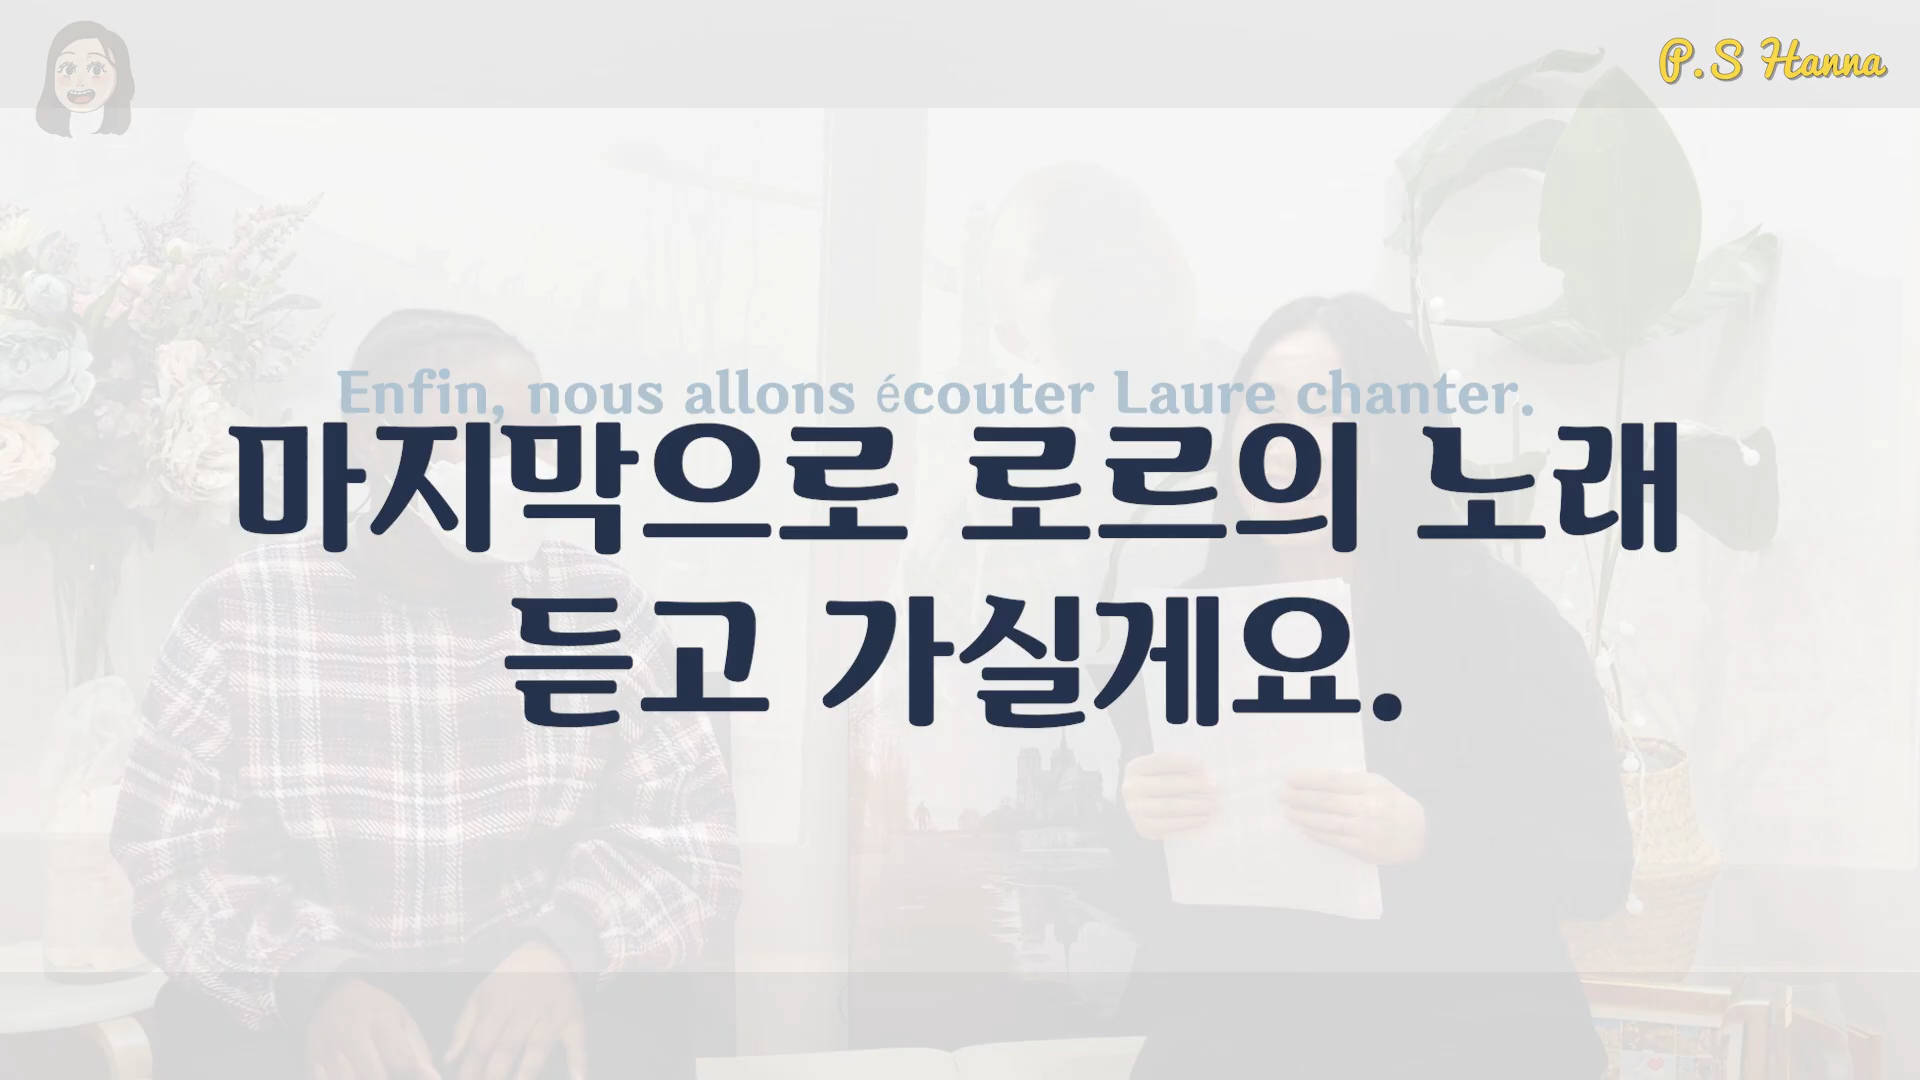 P.S Hanna
Enfin, nous allons écouter Laure chanter.
마지막으로 로르의 노래
듣고 가실게요.